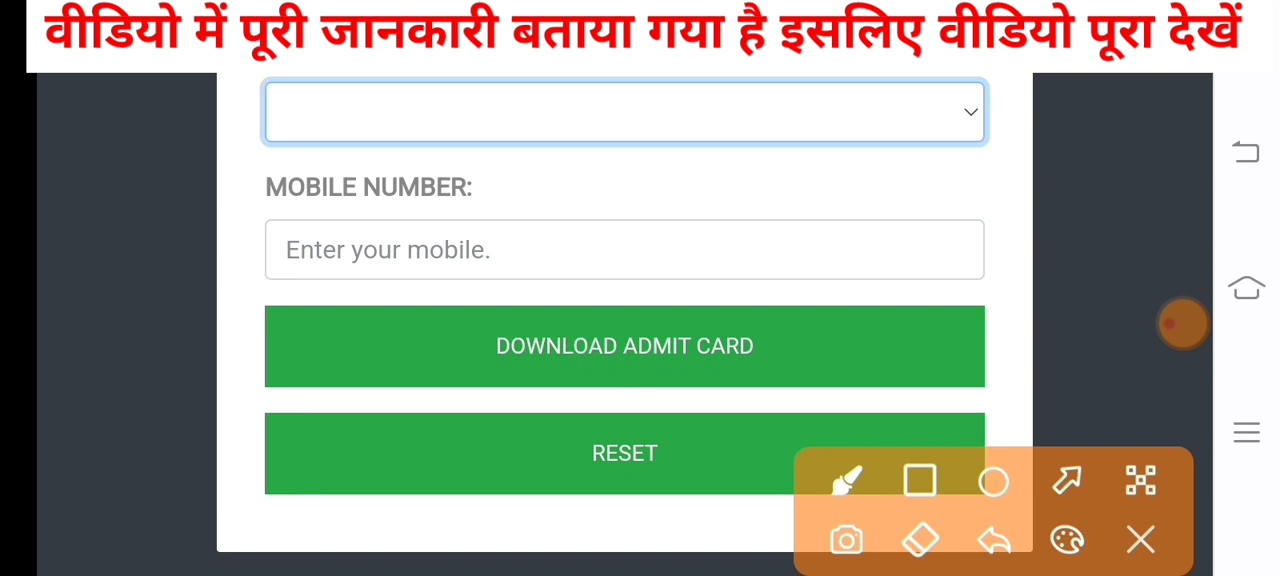 वीडियो में पूरी जानकारी बताया गया है इसलिए वीडियो पूरा देखें
MOBILE NUMBER:
Enter your mobile.
DOWNLOAD ADMIT CARD
RESET